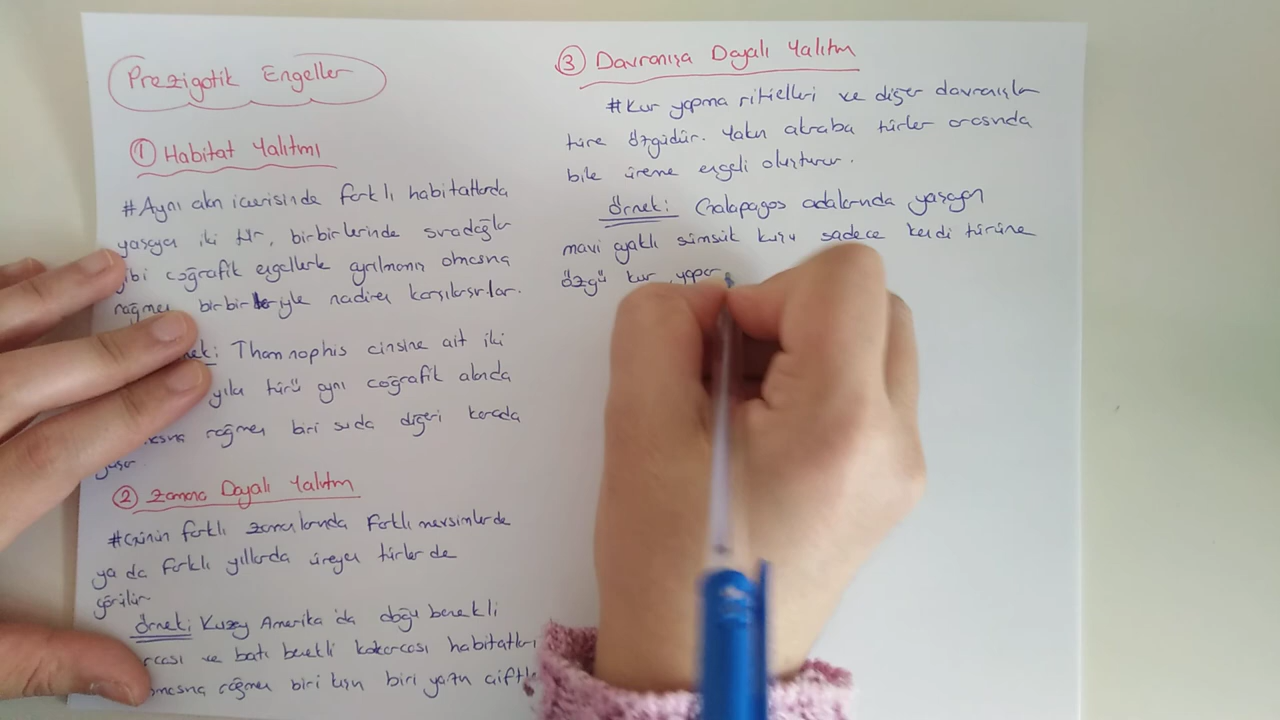 Prezigotik Engeller
① Habitat Yalıtımı
#Aynı alan içerisinde farklı habitatlarda
yaşayan iki tür, birbirlerinde sıradağlar
gibi coğrafik engellerle ayrılmamış olmasına
rağmen birbirleriyle nadiren karşılaşırlar.
Thamnophis cinsine ait iki
yılan türü aynı coğrafik alanda
rağmen biri suda diğeri karada
yaşar.
② Zamana Dayalı Yalıtım
#Günün farklı zamanlarında farklı mevsimlerde
ya da farklı yıllarda üreyen türlerde
görülür
Örnek: Kuzey Amerika'da doğu benekli
ve batı benekli kokarcası habitatları
rağmen biri kışın biri yazın
③ Davranışa Dayalı Yalıtım
#Kur yapma ritielleri ve diğer davranışlar
türe özgüdür. Yakın akraba türler arasında
bile üreme engeli oluşturur.
Örnek: Galapagos adalarında yaşayan
mavi ayaklı sümsük kuşu sadece kendi türüne
özgü kur yapar